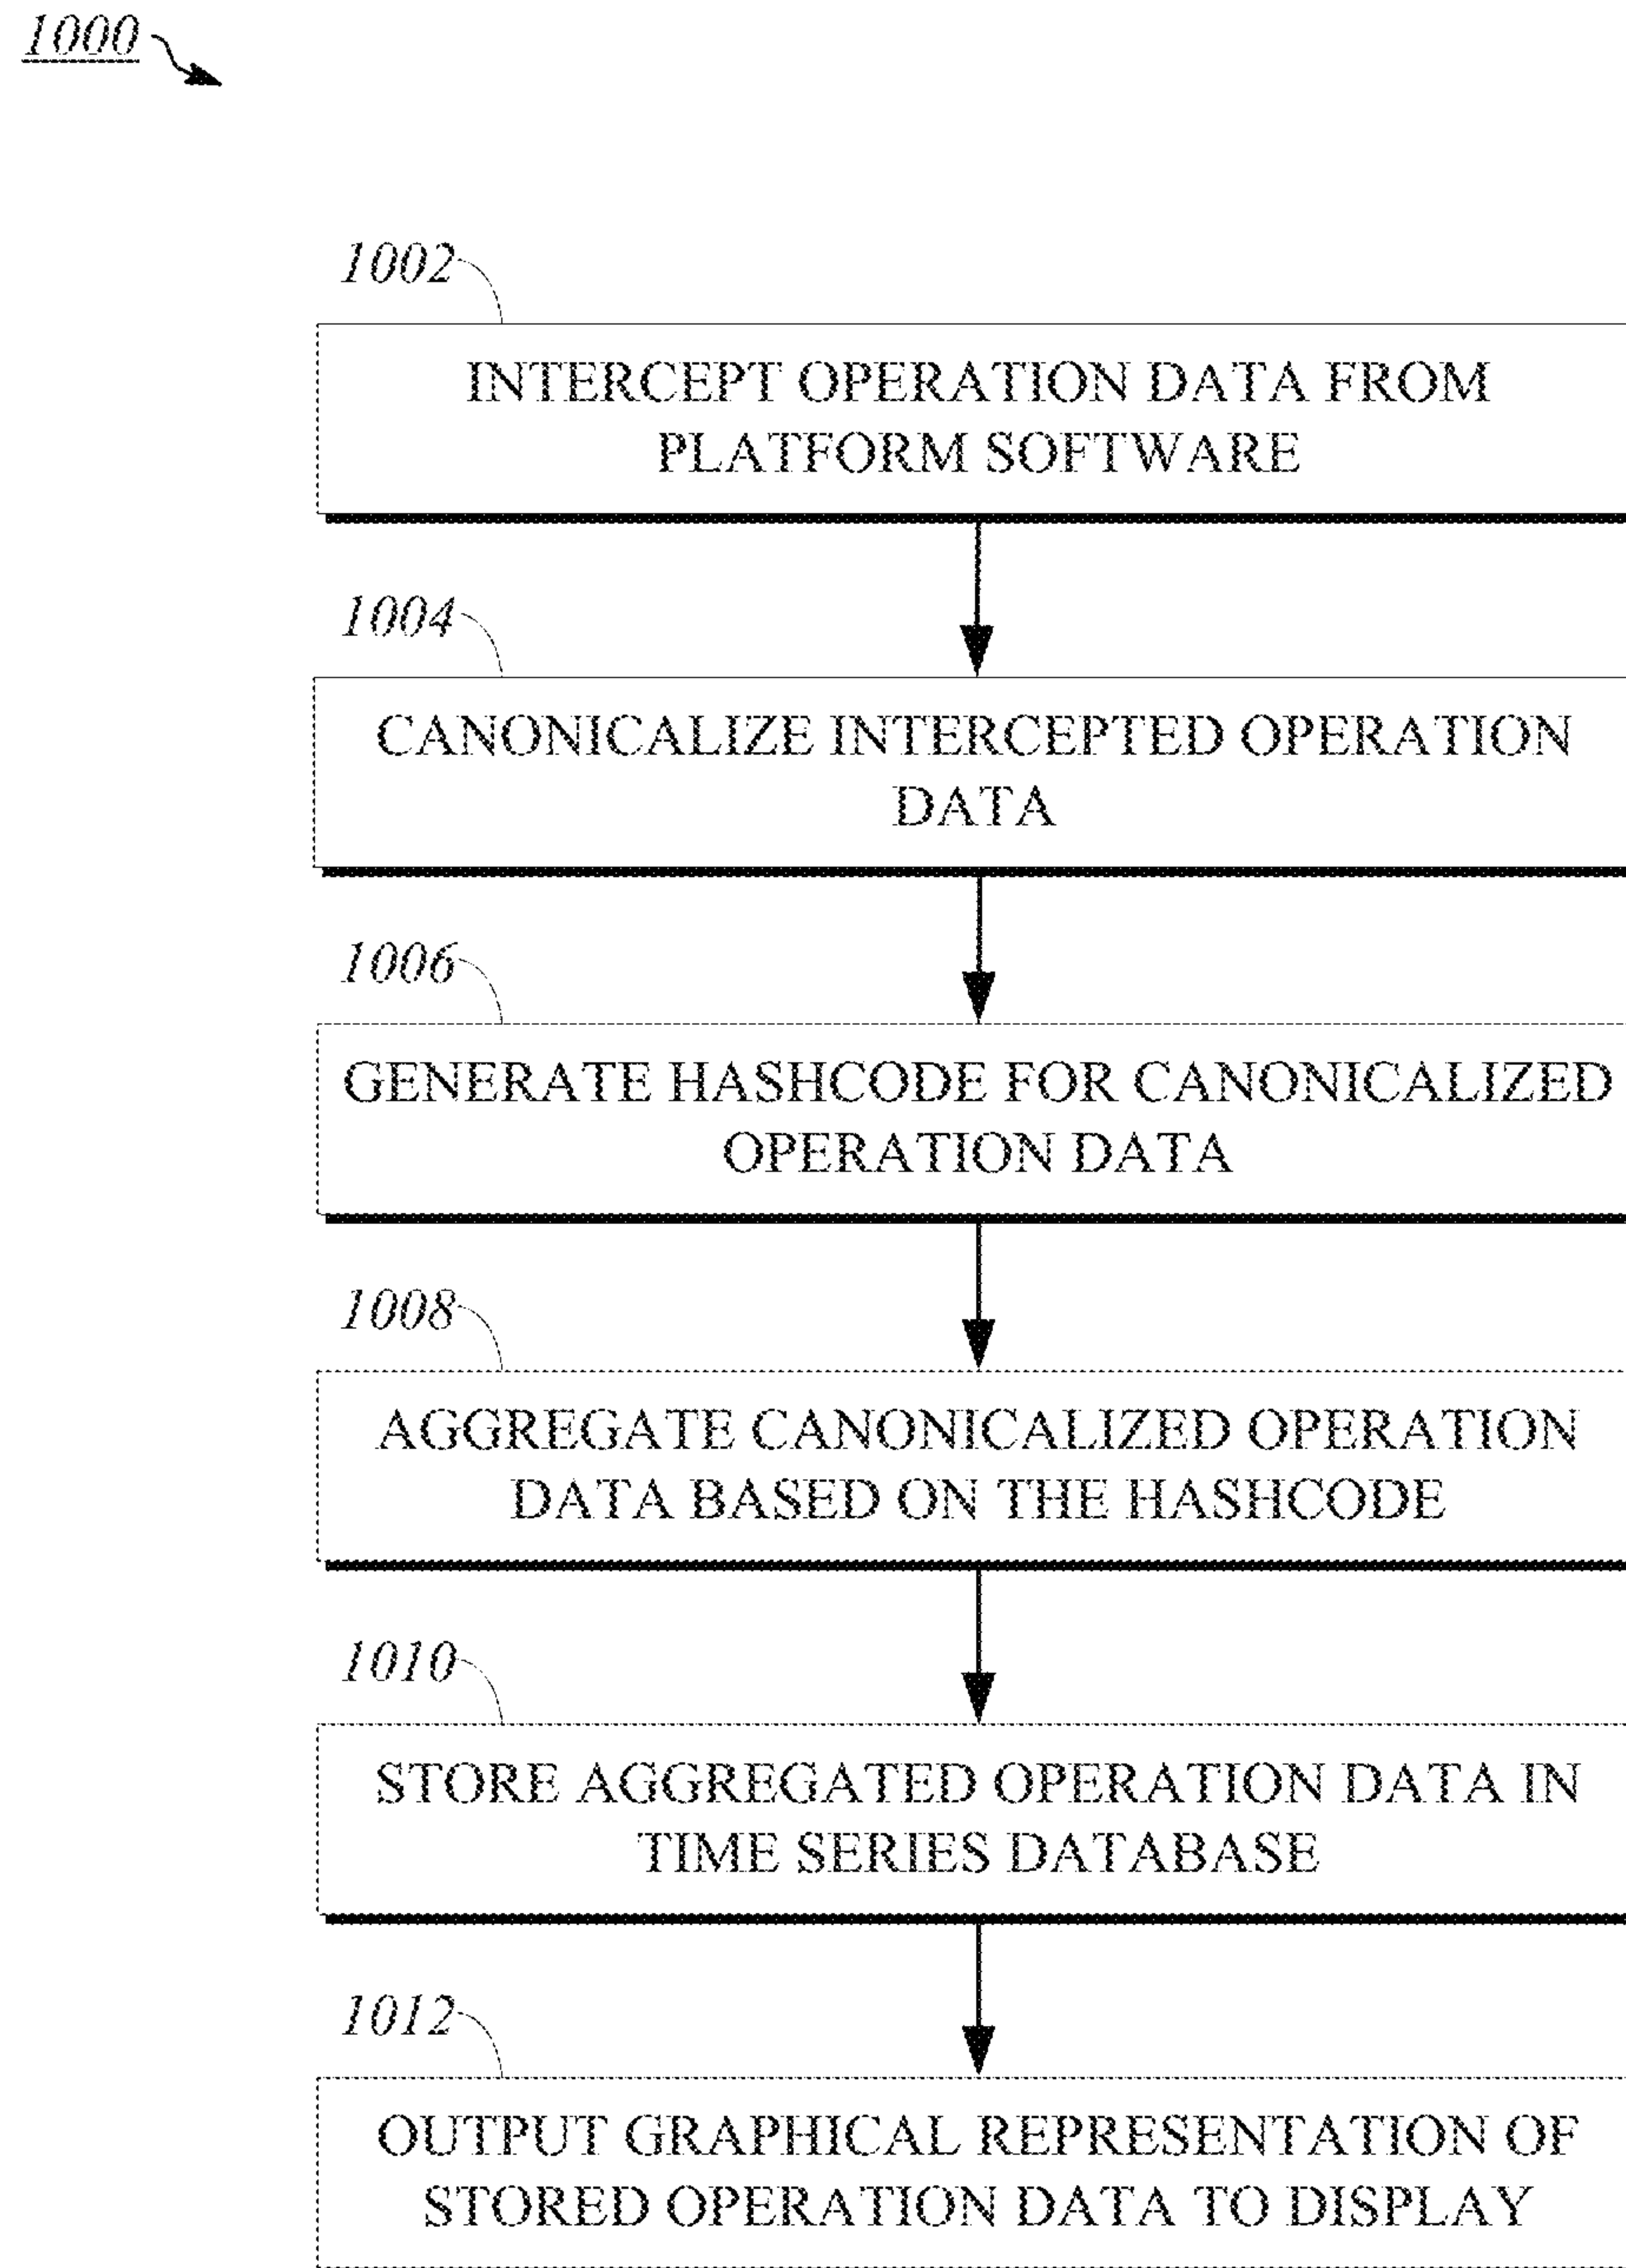 1000
1002
INTERCEPT OPERATION DATA FROM
PLATFORM SOFTWARE
1004
CANONICALIZE INTERCEPTED OPERATION
DATA
1006
GENERATE HASHCODE FOR CANONICALIZED
OPERATION DATA
1008
AGGREGATE CANONICALIZED OPERATION
DATA BASED ON THE HASHCODE
1010
STORE AGGREGATED OPERATION DATA IN
TIME SERIES DATABASE
1012
OUTPUT GRAPHICAL REPRESENTATION OF
STORED OPERATION DATA TO DISPLAY